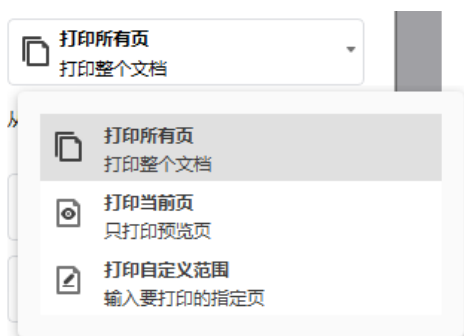 打印所有页
打印整个文档
从
打印所有页
打印整个文档
打印当前页
只打印预览页
打印自定义范围
输入要打印的指定页